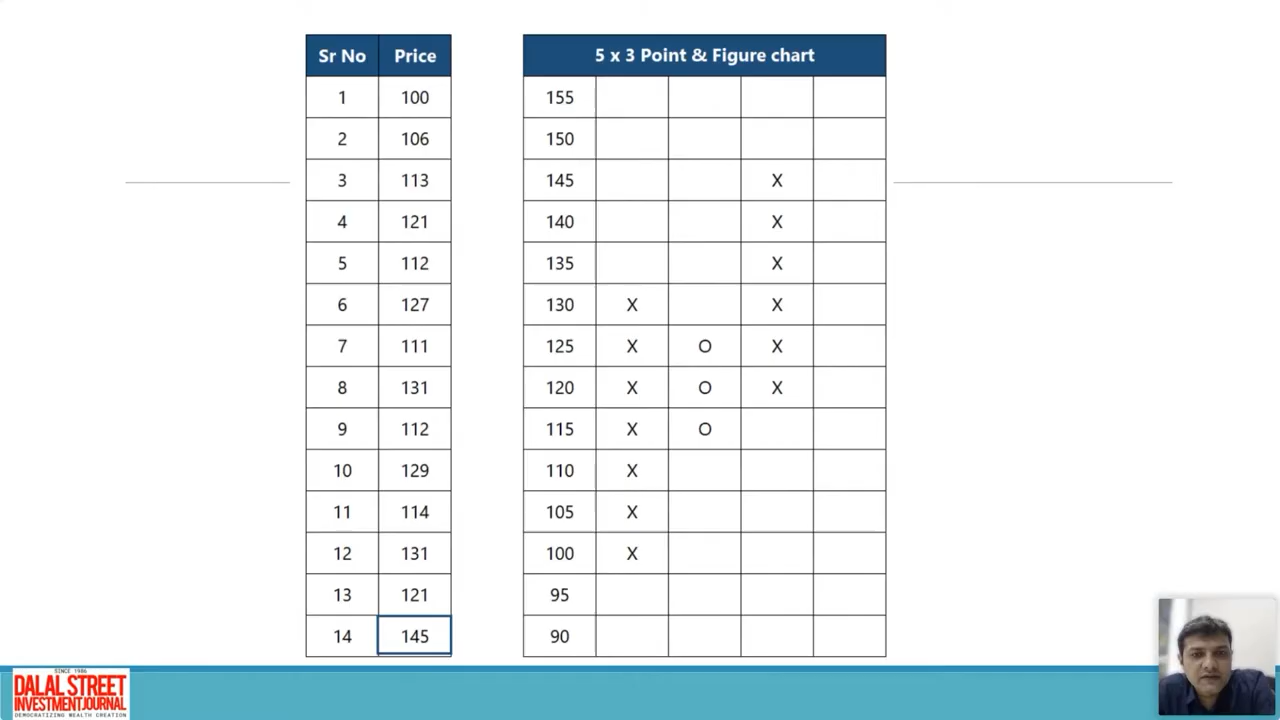 Sr No Price 5 x 3 Point & Figure chart
1 100 155
2 106 150
3 113 145 X
4 121 140 X
5 112 135 X
6 127 130 X X
7 111 125 X O X
8 131 120 X O X
9 112 115 X O
10 129 110 X
11 114 105 X
12 131 100 X
13 121 95
14 145 90
SINCE 1986
DALAL STREET
INVESTMENT JOURNAL
DEMOCRATIZING WEALTH CREATION